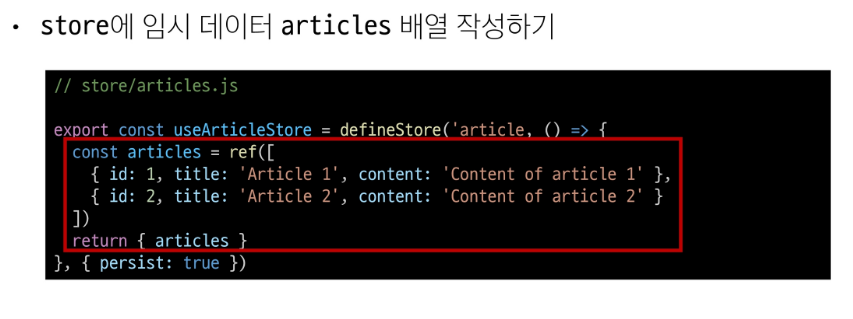 • store에 임시 데이터 articles 배열 작성하기
// store/articles.js
export const useArticleStore = defineStore('article, () => {
const articles = ref([
{ id: 1, title: 'Article 1', content: 'Content of article 1' },
{ id: 2, title: 'Article 2', content: 'Content of article 2' }
])
return { articles }
}, { persist: true })